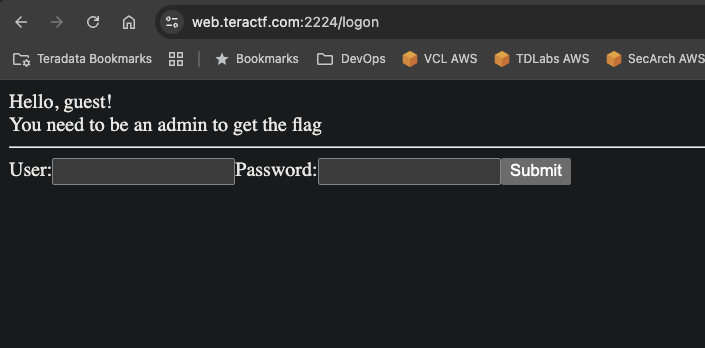 web.teractf.com:2224/logon
Teradata Bookmarks Bookmarks DevOps VCL AWS TDLabs AWS SecArch AWS
Hello, guest!
You need to be an admin to get the flag
User: Password: Submit